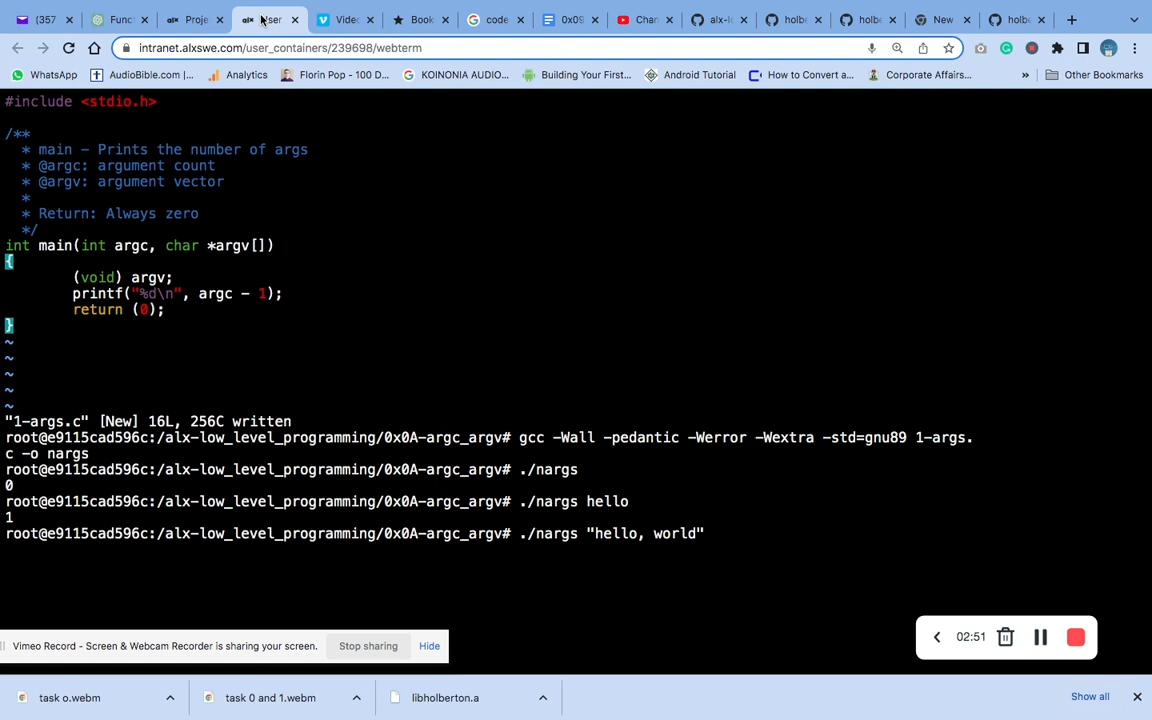 (357
Func
Proje
User
Video
Book
code
0x09
Chan
alx-lo
holbe
holbe
New
holbe
intranet.alxswe.com/user_containers/239698/webterm
WhatsApp
AudioBible.com |...
Analytics
Florin Pop - 100 D...
KOINONIA AUDIO...
Building Your First...
Android Tutorial
How to Convert a...
Corporate Affairs...
»
Other Bookmarks
#include <stdio.h>
/**
* main – Prints the number of args
* @argc: argument count
* @argv: argument vector
*
* Return: Always zero
*/
int main(int argc, char *argv[])
{
(void) argv;
printf("%d\n", argc – 1);
return (0);
}
~
~
~
~
~
"1-args.c" [New] 16L, 256C written
root@e9115cad596c:/alx-low_level_programming/0x0A-argc_argv# gcc -Wall -pedantic -Werror -Wextra -std=gnu89 1-args.
c -o nargs
root@e9115cad596c:/alx-low_level_programming/0x0A-argc_argv# ./nargs
0
root@e9115cad596c:/alx-low_level_programming/0x0A-argc_argv# ./nargs hello
1
root@e9115cad596c:/alx-low_level_programming/0x0A-argc_argv# ./nargs "hello, world"
02:51
Vimeo Record - Screen & Webcam Recorder is sharing your screen.
Stop sharing
Hide
task o.webm
task 0 and 1.webm
libholberton.a
Show all